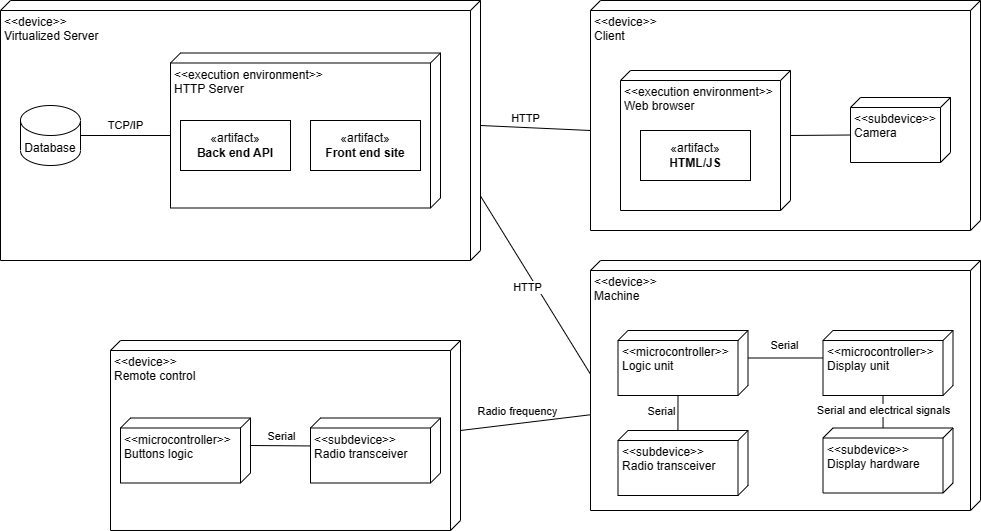 <<device>>
Virtualized Server
<<execution environment>>
HTTP Server
Database
TCP/IP
«artifact»
Back end API
«artifact»
Front end site
HTTP
<<device>>
Client
<<execution environment>>
Web browser
«artifact»
HTML/JS
<<subdevice>>
Camera
HTTP
<<device>>
Machine
<<microcontroller>>
Logic unit
Serial
<<microcontroller>>
Display unit
Serial
Serial and electrical signals
<<subdevice>>
Radio transceiver
<<subdevice>>
Display hardware
<<device>>
Remote control
<<microcontroller>>
Buttons logic
Serial
<<subdevice>>
Radio transceiver
Radio frequency